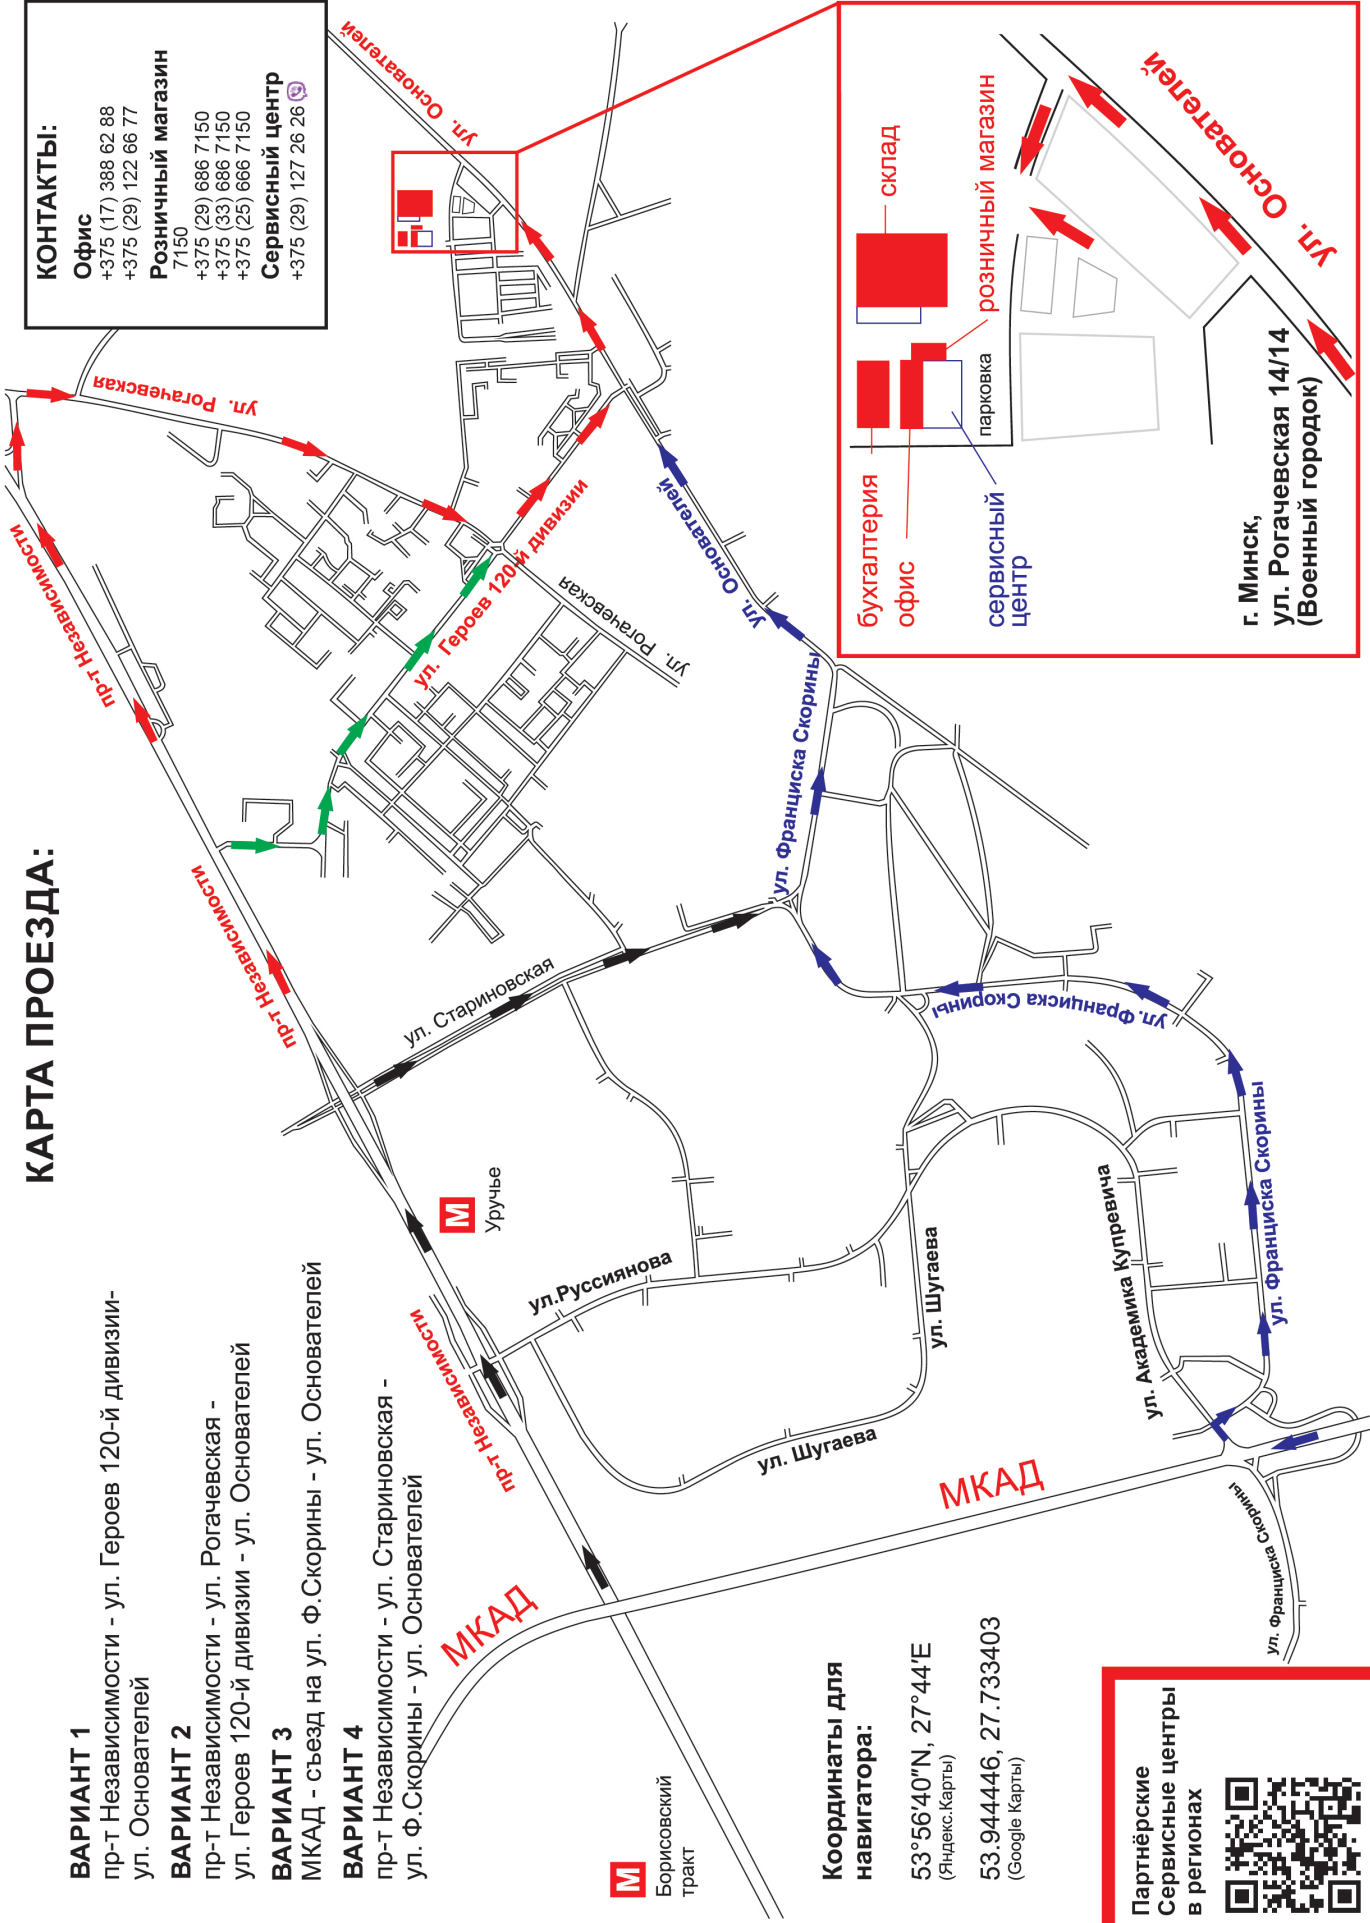 КАРТА ПРОЕЗДА:
ВАРИАНТ 1
пр-т Независимости - ул. Героев 120-й дивизии-
ул. Основателей
ВАРИАНТ 2
пр-т Независимости - ул. Рогачевская -
ул. Героев 120-й дивизии - ул. Основателей
ВАРИАНТ 3
МКАД - съезд на ул. Ф.Скорины - ул. Основателей
ВАРИАНТ 4
пр-т Независимости - ул. Стариновская -
ул. Ф.Скорины - ул. Основателей
КОНТАКТЫ:
Офис
+375 (17) 388 62 88
+375 (29) 122 66 77
Розничный магазин
7150
+375 (29) 686 7150
+375 (33) 686 7150
+375 (25) 666 7150
Сервисный центр
+375 (29) 127 26 26
пр-т Независимости
пр-т Независимости
пр-т Независимости
ул. Рогачевская
ул. Основателей
ул. Героев 120-й дивизии
ул. Рогачевская
ул. Стариновская
ул. Основателей
ул. Франциска Скорины
ул. Франциска Скорины
ул. Франциска Скорины
ул. Франциска Скорины
М
Уручье
ул.Руссиянова
ул. Шугаева
ул. Шугаева
ул. Академика Купревича
МКАД
МКАД
М
Борисовский
тракт
Координаты для
навигатора:
53°56′40″N, 27°44′E
(Яндекс.Карты)
53.944446, 27.733403
(Google Карты)
Партнёрские
Сервисные центры
в регионах
бухгалтерия
офис
сервисный
центр
склад
розничный магазин
парковка
ул. Основателей
г. Минск,
ул. Рогачевская 14/14
(Военный городок)